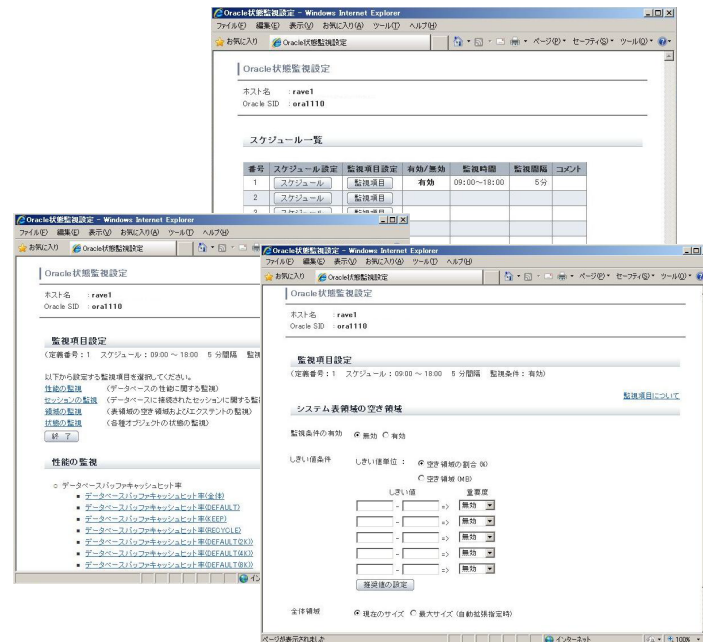 Oracle状態監視設定 - Windows Internet Explorer
ファイル(F) 編集(E) 表示(V) お気に入り(A) ツール(T) ヘルプ(H)
お気に入り Oracle状態監視設定 ページ(P) セーフティ(S) ツール(O)
Oracle状態監視設定
ホスト名 : rave1
Oracle SID : ora1110
スケジュール一覧
番号 スケジュール設定 監視項目設定 有効/無効 監視時間 監視間隔 コメント
1 スケジュール 監視項目 有効 09:00～18:00 5分
2 スケジュール 監視項目
Oracle状態監視設定 - Windows Internet Explorer
ファイル(F) 編集(E) 表示(V) お気に入り(A) ツール(T) ヘルプ(H)
お気に入り Oracle状態監視設定 ページ(P)
Oracle状態監視設定
ホスト名 : rave1
Oracle SID : ora1110
監視項目設定
(定義番号：1 スケジュール：09:00 ～ 18:00 5 分間隔 監視
以下から設定する監視項目を選択してください。
性能の監視 (データベースの性能に関する監視)
セッションの監視 (データベースに接続されたセッションに関する監
領域の監視 (表領域の空き領域およびエクステントの監視)
状態の監視 (各種オブジェクトの状態の監視)
終 了
性能の監視
データベースバッファキャッシュヒット率
データベースバッファキャッシュヒット率(全体)
データベースバッファキャッシュヒット率(DEFAULT)
データベースバッファキャッシュヒット率(KEEP)
データベースバッファキャッシュヒット率(RECYCLE)
データベースバッファキャッシュヒット率(DEFAULT(2K))
データベースバッファキャッシュヒット率(DEFAULT(4K))
データベースバッファキャッシュヒット率(DEFAULT(8K))
Oracle状態監視設定 - Windows Internet Explorer
ファイル(F) 編集(E) 表示(V) お気に入り(A) ツール(T) ヘルプ(H)
お気に入り Oracle状態監視設定 ページ(P) セーフティ(S) ツール(O)
Oracle状態監視設定
ホスト名 : rave1
Oracle SID : ora1110
監視項目設定
(定義番号：1 スケジュール：09:00 ～ 18:00 5 分間隔 監視条件：有効)
監視項目について
システム表領域の空き領域
監視条件の有効 無効 有効
しきい値条件 しきい値単位： 空き領域の割合 (%)
空き領域 (MB)
しきい値 重要度
- => 無効
- => 無効
- => 無効
- => 無効
- => 無効
推奨値の設定
全体領域 現在のサイズ 最大サイズ (自動拡張指定時)
ページが表示されました インターネット 100%